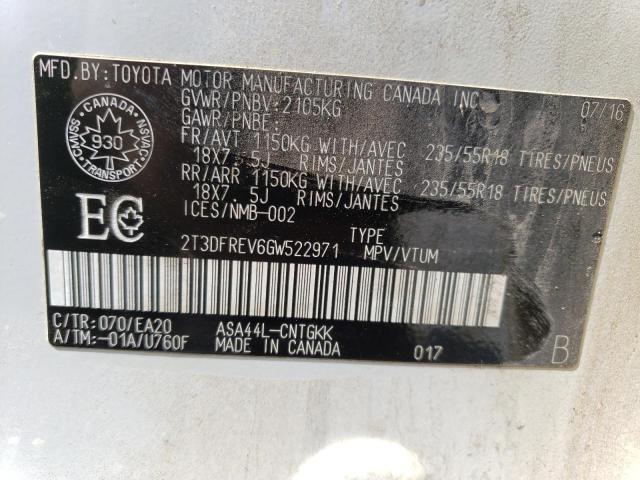 MFD.BY:TOYOTA MOTOR MANUFACTURING CANADA INC.
07/16
GVWR/PNBV:2105KG
GAWR/PNBE:
FR/AVT 1150KG WITH/AVEC 235/55R18 TIRES/PNEUS
18X7.5J RIMS/JANTES
RR/ARR 1150KG WITH/AVEC 235/55R18 TIRES/PNEUS
18X7.5J RIMS/JANTES
ICES/NMB-002
CANADA
CMVSS
930
NSVAC
TRANSPORT
EC
2T3DFREV6GW522971
TYPE
MPV/VTUM
C/TR:070/EA20
A/TM:-01A/U760F
ASA44L-CNTGKK
MADE IN CANADA
017
B